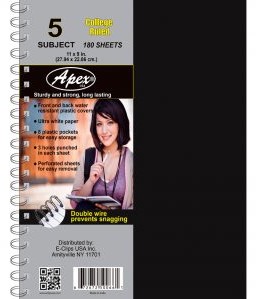 5
SUBJECT
College
Ruled
180 SHEETS
11 x 9 in.
(27.94 x 22.86 cm.)
Apex®
Sturdy and strong, long lasting
•Front and back water
resistant plastic covers
•Ultra white paper
•6 plastic pockets
for easy storage
•3 holes punched
in each sheet
•Perforated sheets
for easy removal
Double wire
prevents snagging
Distributed by:
E-Clips USA Inc.
Amityville NY 11701